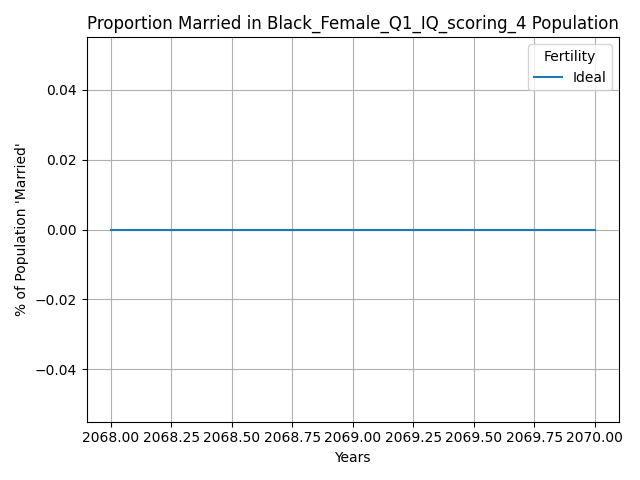 Proportion Married in Black_Female_Q1_IQ_scoring_4 Population
Fertility
Ideal
0.04
0.02
0.00
−0.02
−0.04
% of Population 'Married'
2068.00 2068.25 2068.50 2068.75 2069.00 2069.25 2069.50 2069.75 2070.00
Years